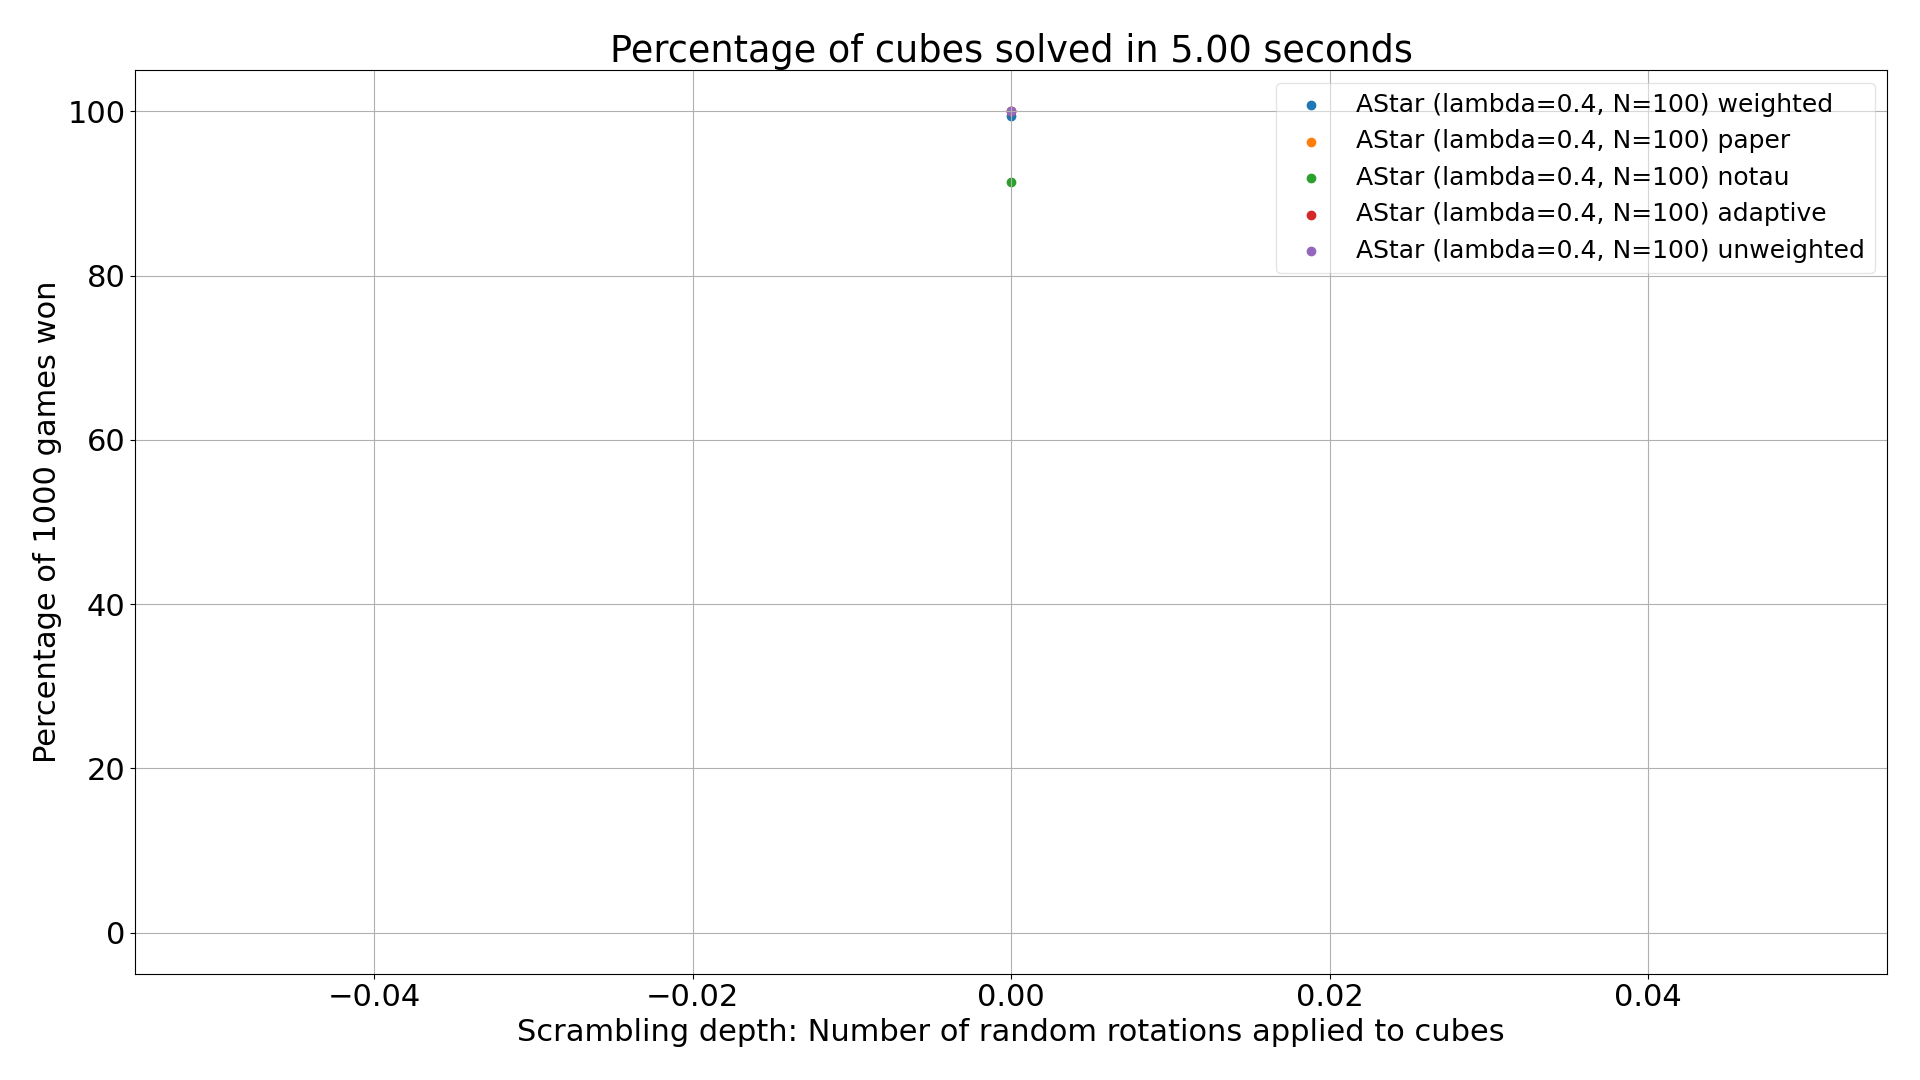 Percentage of cubes solved in 5.00 seconds
AStar (lambda=0.4, N=100) weighted
AStar (lambda=0.4, N=100) paper
AStar (lambda=0.4, N=100) notau
AStar (lambda=0.4, N=100) adaptive
AStar (lambda=0.4, N=100) unweighted
Percentage of 1000 games won
100
80
60
40
20
0
−0.04 −0.02 0.00 0.02 0.04
Scrambling depth: Number of random rotations applied to cubes